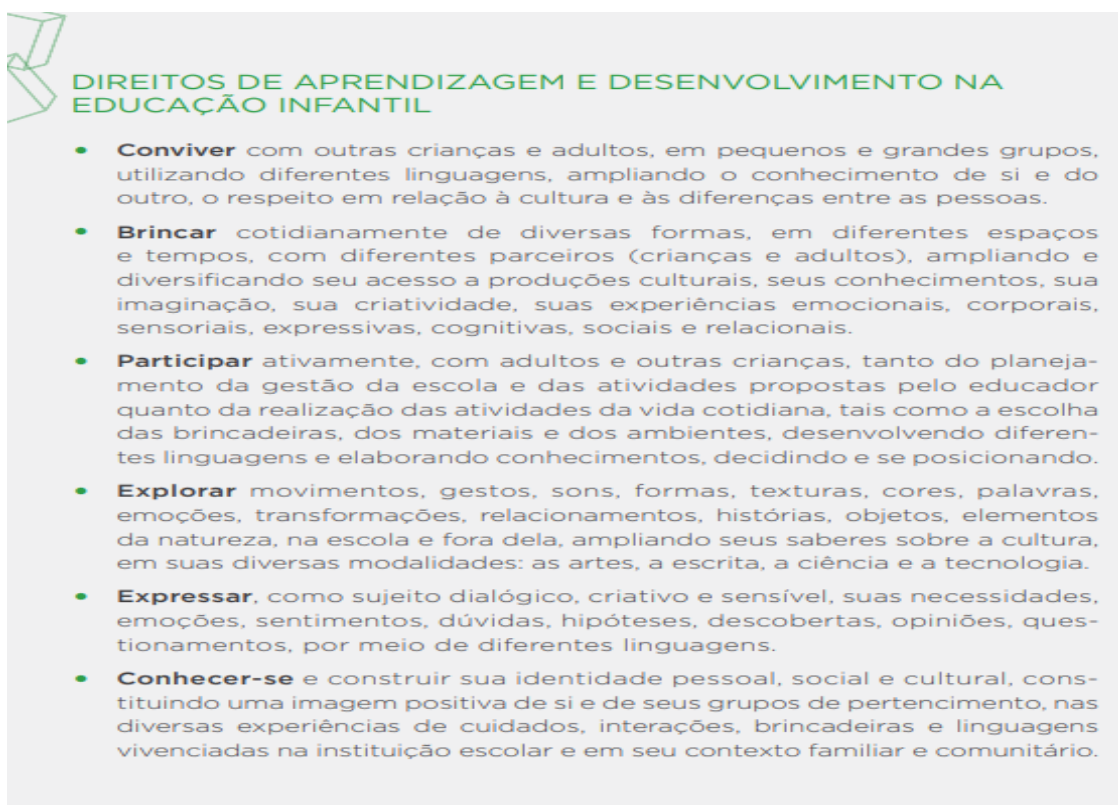 DIREITOS DE APRENDIZAGEM E DESENVOLVIMENTO NA
EDUCAÇÃO INFANTIL
• Conviver com outras crianças e adultos, em pequenos e grandes grupos,
utilizando diferentes linguagens, ampliando o conhecimento de si e do
outro, o respeito em relação à cultura e às diferenças entre as pessoas.
• Brincar cotidianamente de diversas formas, em diferentes espaços
e tempos, com diferentes parceiros (crianças e adultos), ampliando e
diversificando seu acesso a produções culturais, seus conhecimentos, sua
imaginação, sua criatividade, suas experiências emocionais, corporais,
sensoriais, expressivas, cognitivas, sociais e relacionais.
• Participar ativamente, com adultos e outras crianças, tanto do planeja-
mento da gestão da escola e das atividades propostas pelo educador
quanto da realização das atividades da vida cotidiana, tais como a escolha
das brincadeiras, dos materiais e dos ambientes, desenvolvendo diferen-
tes linguagens e elaborando conhecimentos, decidindo e se posicionando.
• Explorar movimentos, gestos, sons, formas, texturas, cores, palavras,
emoções, transformações, relacionamentos, histórias, objetos, elementos
da natureza, na escola e fora dela, ampliando seus saberes sobre a cultura,
em suas diversas modalidades: as artes, a escrita, a ciência e a tecnologia.
• Expressar, como sujeito dialógico, criativo e sensível, suas necessidades,
emoções, sentimentos, dúvidas, hipóteses, descobertas, opiniões, ques-
tionamentos, por meio de diferentes linguagens.
• Conhecer-se e construir sua identidade pessoal, social e cultural, cons-
tituindo uma imagem positiva de si e de seus grupos de pertencimento, nas
diversas experiências de cuidados, interações, brincadeiras e linguagens
vivenciadas na instituição escolar e em seu contexto familiar e comunitário.